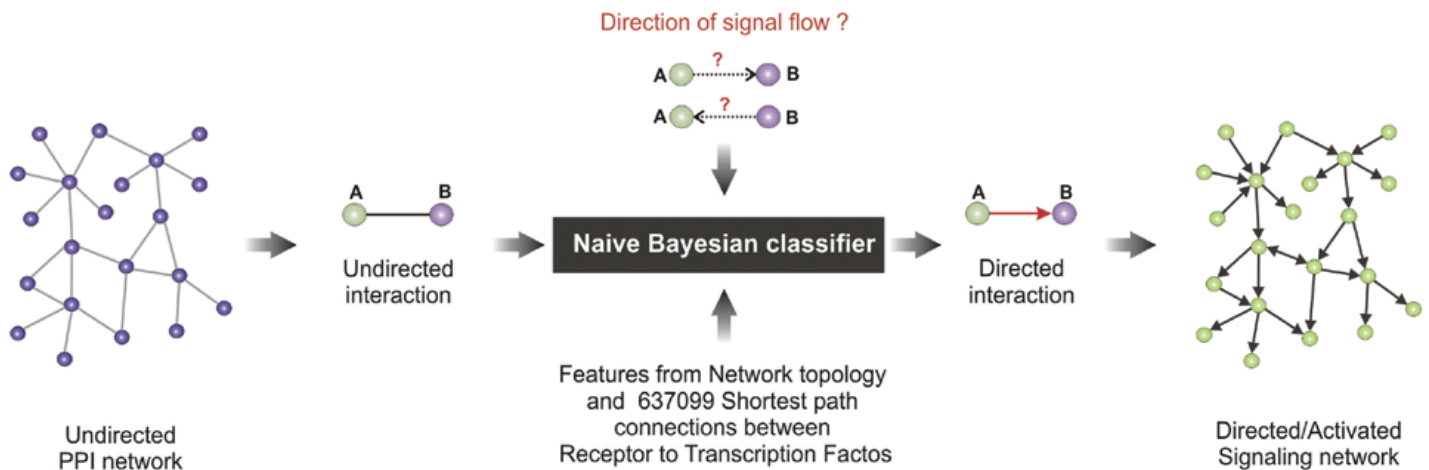 Direction of signal flow ?
?
A
B
?
A
B
A
B
Undirected
interaction
Naive Bayesian classifier
A
B
Directed
interaction
Features from Network topology
and 637099 Shortest path
connections between
Receptor to Transcription Factos
Undirected
PPI network
Directed/Activated
Signaling network